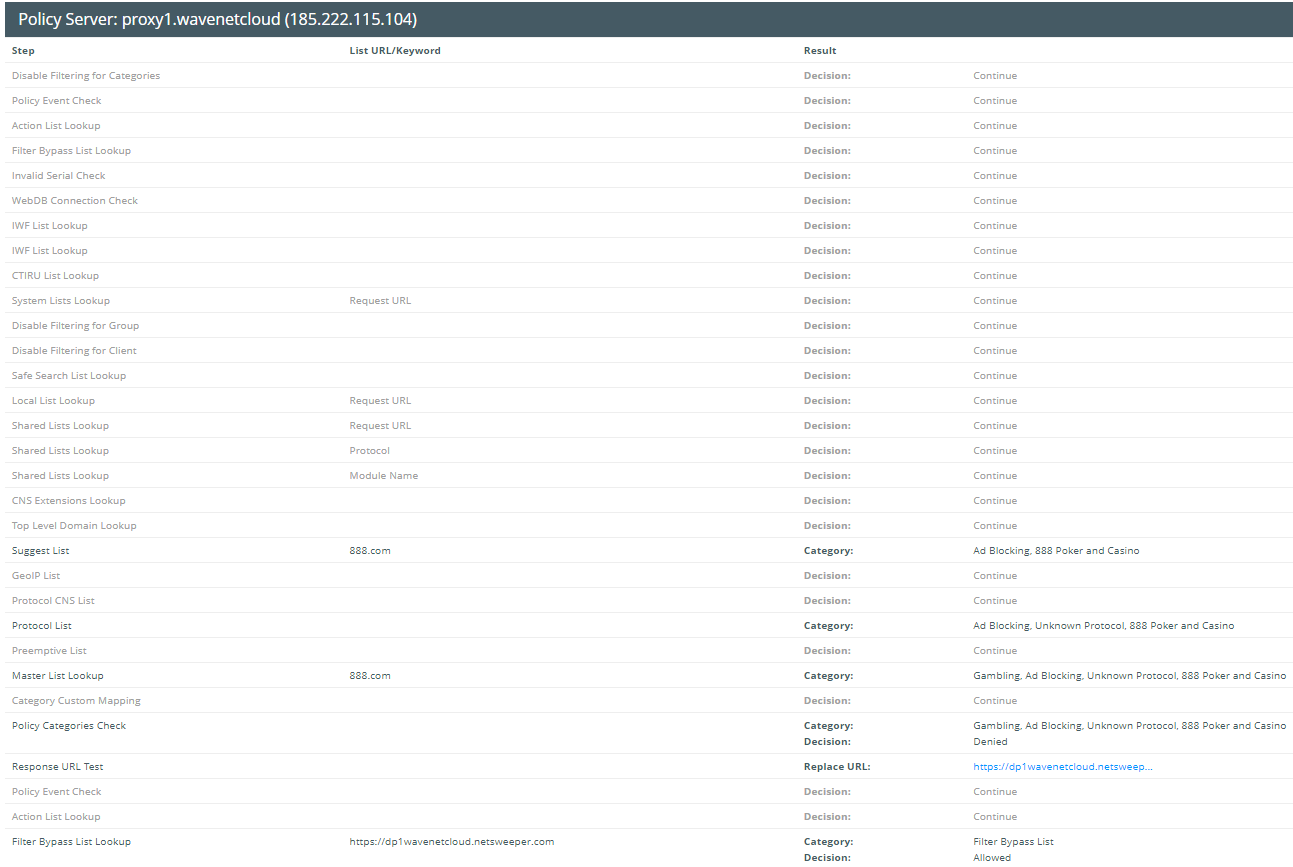 Policy Server: proxy1.wavenetcloud (185.222.115.104)
Step List URL/Keyword Result
Disable Filtering for Categories Decision: Continue
Policy Event Check Decision: Continue
Action List Lookup Decision: Continue
Filter Bypass List Lookup Decision: Continue
Invalid Serial Check Decision: Continue
WebDB Connection Check Decision: Continue
IWF List Lookup Decision: Continue
IWF List Lookup Decision: Continue
CTIRU List Lookup Decision: Continue
System Lists Lookup Request URL Decision: Continue
Disable Filtering for Group Decision: Continue
Disable Filtering for Client Decision: Continue
Safe Search List Lookup Decision: Continue
Local List Lookup Request URL Decision: Continue
Shared Lists Lookup Request URL Decision: Continue
Shared Lists Lookup Protocol Decision: Continue
Shared Lists Lookup Module Name Decision: Continue
CNS Extensions Lookup Decision: Continue
Top Level Domain Lookup Decision: Continue
Suggest List 888.com Category: Ad Blocking, 888 Poker and Casino
GeoIP List Decision: Continue
Protocol CNS List Decision: Continue
Protocol List Category: Ad Blocking, Unknown Protocol, 888 Poker and Casino
Preemptive List Decision: Continue
Master List Lookup 888.com Category: Gambling, Ad Blocking, Unknown Protocol, 888 Poker and Casino
Category Custom Mapping Decision: Continue
Policy Categories Check Category: Gambling, Ad Blocking, Unknown Protocol, 888 Poker and Casino
Decision: Denied
Response URL Test Replace URL: https://dp1wavenetcloud.netsweep...
Policy Event Check Decision: Continue
Action List Lookup Decision: Continue
Filter Bypass List Lookup https://dp1wavenetcloud.netsweeper.com Category: Filter Bypass List
Decision: Allowed